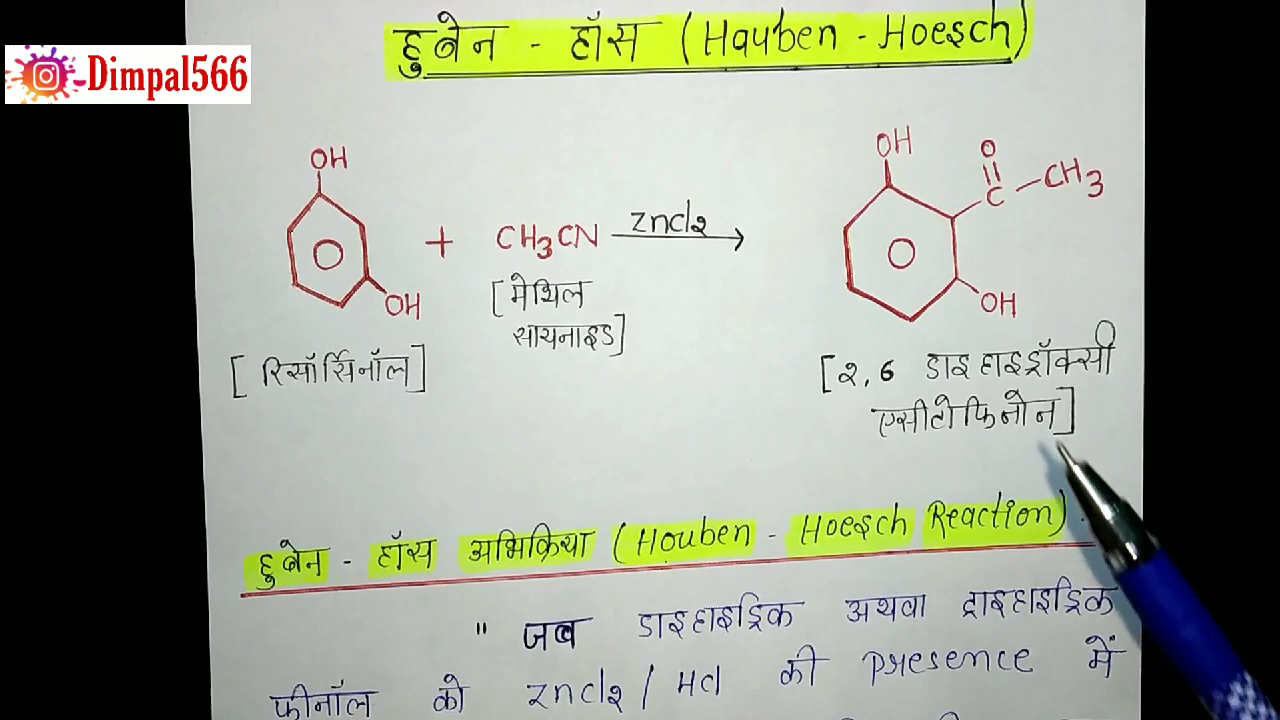 हुबेन - हॉस (Hauben - Hoesch)
Dimpal566
OH
OH
+ CH3CN ZnCl2
[मेथिल
सायनाइड]
[रिसॉर्सिनॉल]
OH
O
||
C - CH3
OH
[2,6 डाइहाइड्रॉक्सी
एसीटोफिनोन]
हुबेन - हॉस अभिक्रिया (Houben - Hoesch Reaction).
" जब डाइहाइड्रिक अथवा ट्राइहाइड्रिक
फीनॉल को ZnCl2 / HCl की Presence में